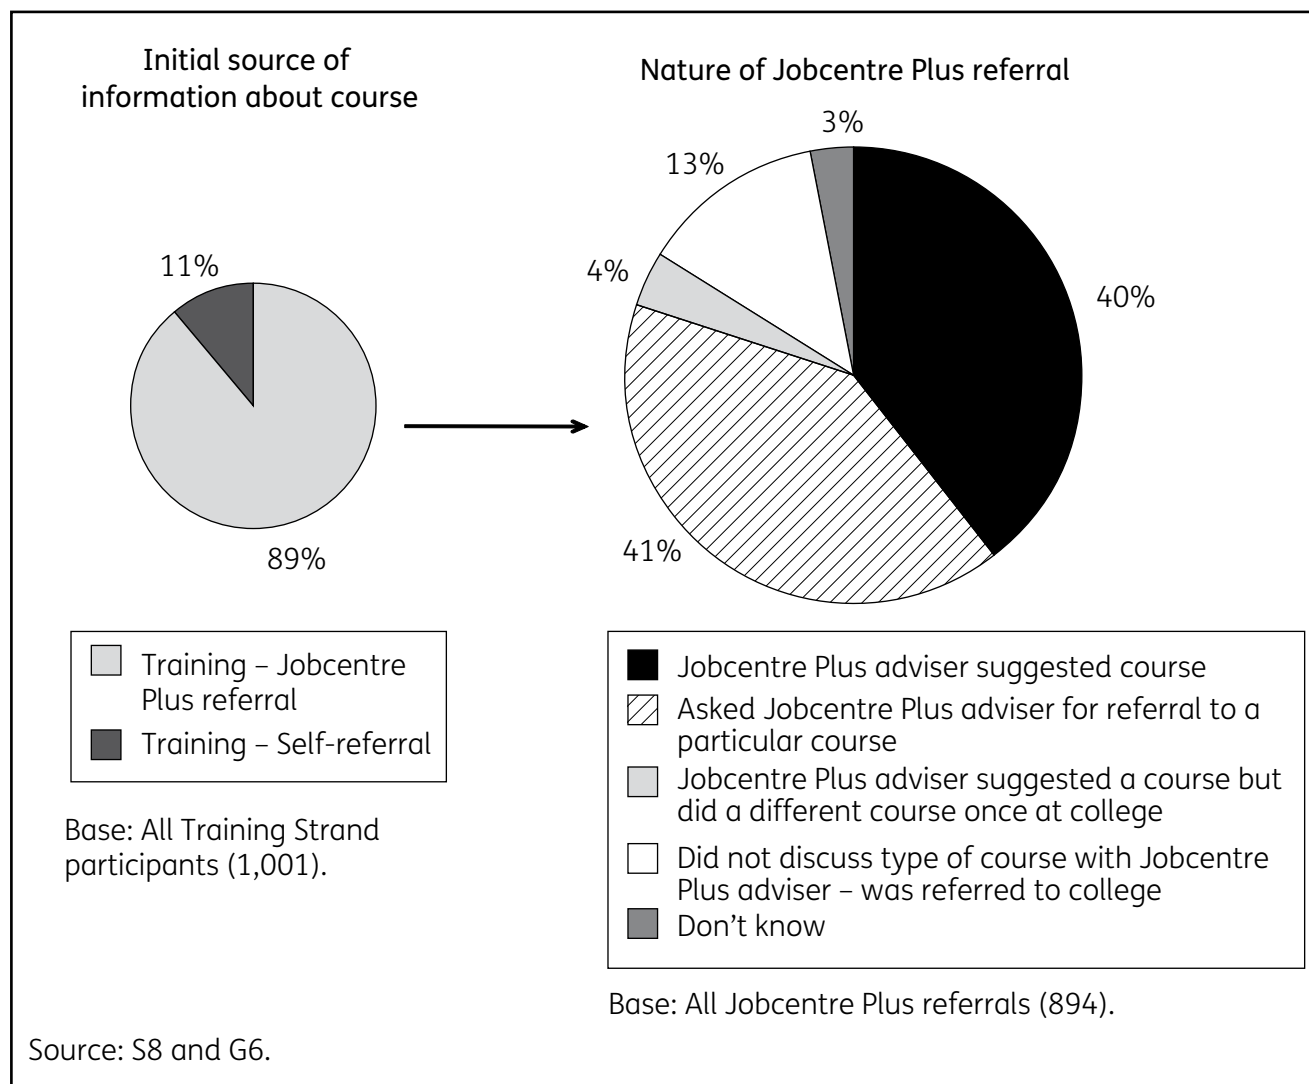 Initial source of
information about course
11%
89%
Training – Jobcentre
Plus referral
Training – Self-referral
Base: All Training Strand
participants (1,001).
Nature of Jobcentre Plus referral
3%
13%
4%
40%
41%
Jobcentre Plus adviser suggested course
Asked Jobcentre Plus adviser for referral to a
particular course
Jobcentre Plus adviser suggested a course but
did a different course once at college
Did not discuss type of course with Jobcentre
Plus adviser – was referred to college
Don’t know
Base: All Jobcentre Plus referrals (894).
Source: S8 and G6.